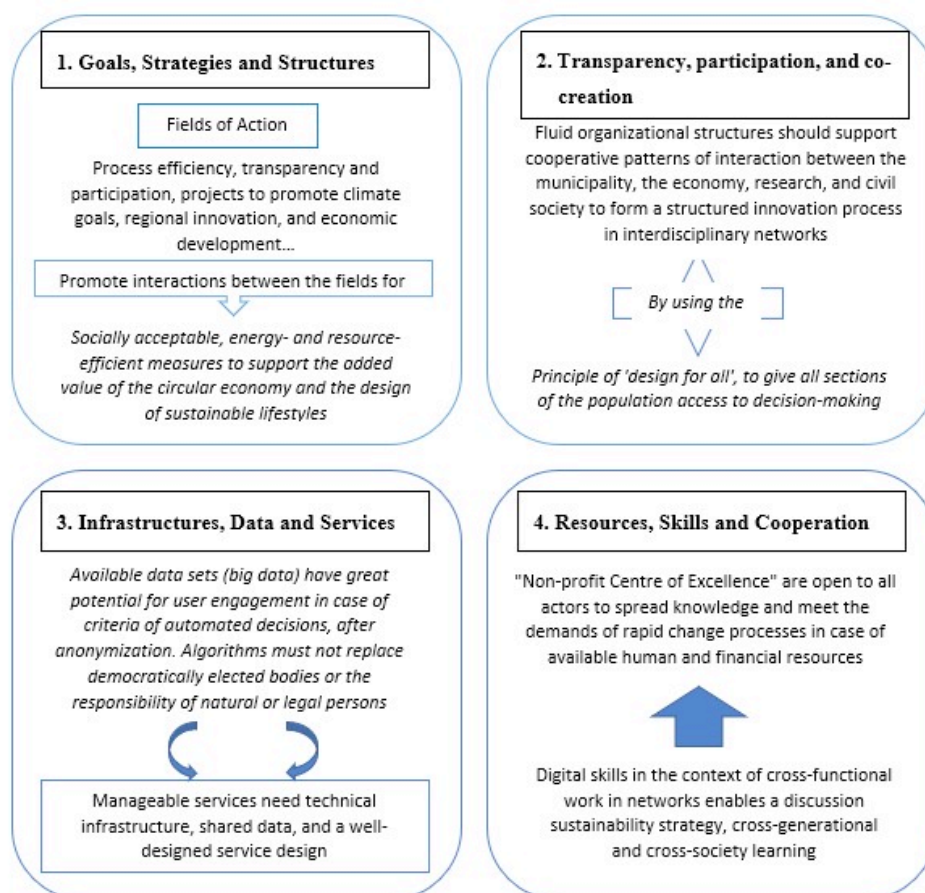 1. Goals, Strategies and Structures
Fields of Action
Process efficiency, transparency and
participation, projects to promote climate
goals, regional innovation, and economic
development...
Promote interactions between the fields for
Socially acceptable, energy- and resource-
efficient measures to support the added
value of the circular economy and the design
of sustainable lifestyles
2. Transparency, participation, and co-
creation
Fluid organizational structures should support
cooperative patterns of interaction between the
municipality, the economy, research, and civil
society to form a structured innovation process
in interdisciplinary networks
By using the
Principle of 'design for all', to give all sections
of the population access to decision-making
3. Infrastructures, Data and Services
Available data sets (big data) have great
potential for user engagement in case of
criteria of automated decisions, after
anonymization. Algorithms must not replace
democratically elected bodies or the
responsibility of natural or legal persons
Manageable services need technical
infrastructure, shared data, and a well-
designed service design
4. Resources, Skills and Cooperation
"Non-profit Centre of Excellence" are open to all
actors to spread knowledge and meet the
demands of rapid change processes in case of
available human and financial resources
Digital skills in the context of cross-functional
work in networks enables a discussion
sustainability strategy, cross-generational
and cross-society learning